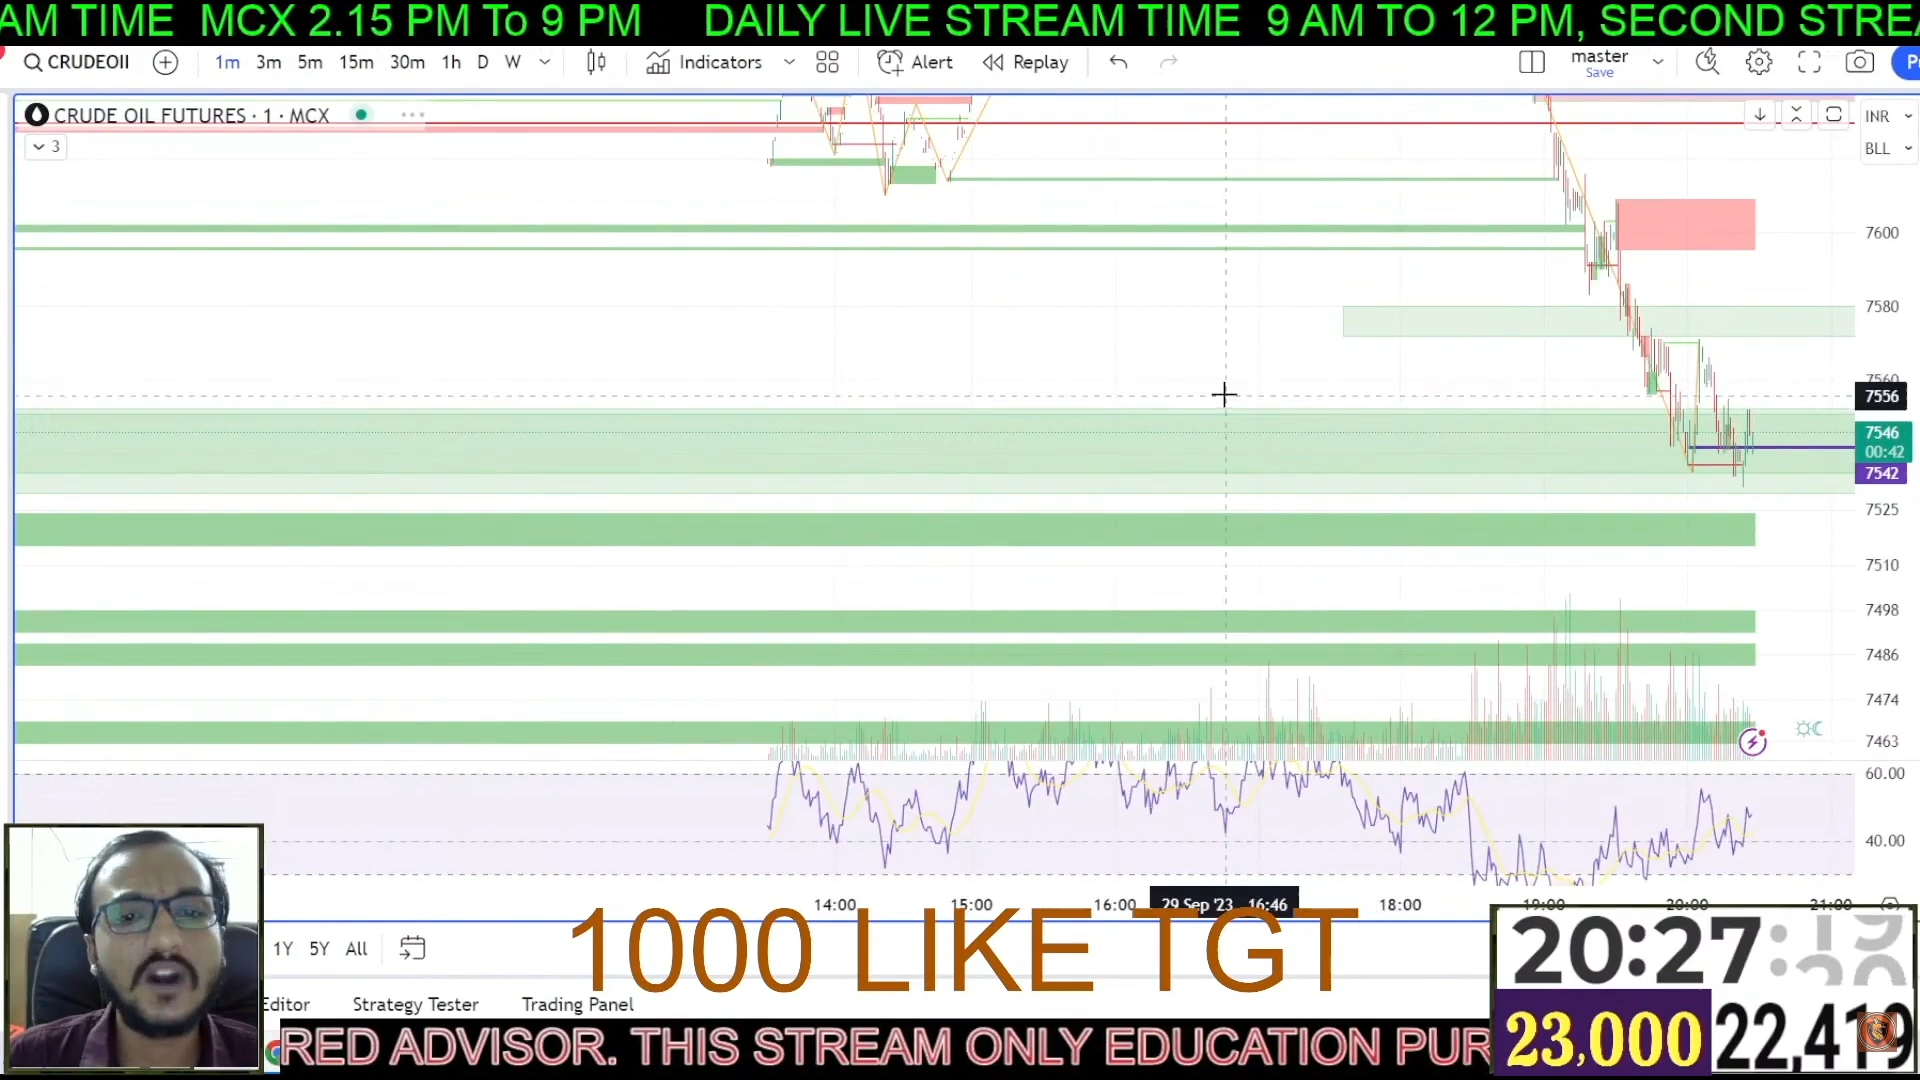 AM TIME MCX 2.15 PM To 9 PM DAILY LIVE STREAM TIME 9 AM TO 12 PM, SECOND STREA
CRUDEOIl 1m 3m 5m 15m 30m 1h D W Indicators Alert Replay master
Save
CRUDE OIL FUTURES · 1 · MCX INR
3 BLL
7600
7580
7560
7556
7546
00:42
7542
7525
7510
7498
7486
7474
7463
60.00
40.00
14:00 15:00 16:00 29 Sep '23 16:46 18:00 19:00 20:00 21:00
1Y 5Y All
1000 LIKE TGT
20:27
Editor Strategy Tester Trading Panel
RED ADVISOR. THIS STREAM ONLY EDUCATION PUR
23,000 22,419